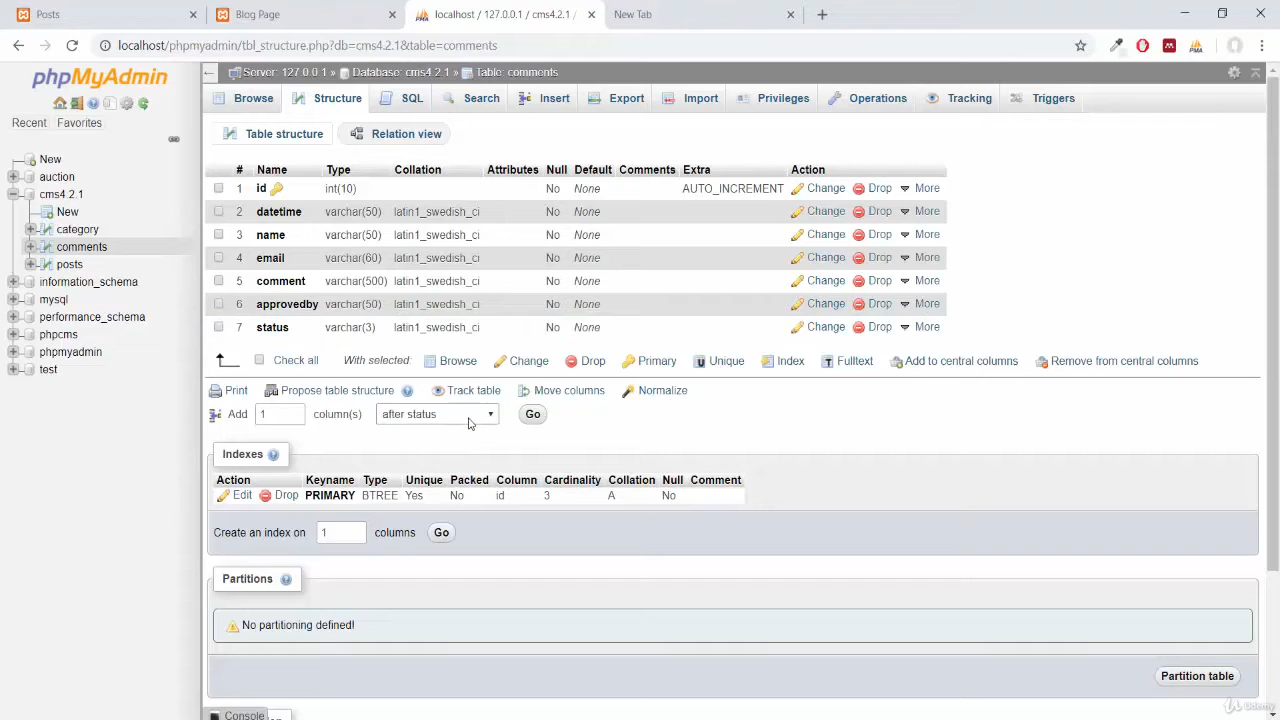 Posts
Blog Page
localhost / 127.0.0.1 / cms4.2.1 /
New Tab
localhost/phpmyadmin/tbl_structure.php?db=cms4.2.1&table=comments
phpMyAdmin
Recent Favorites
New
auction
cms4.2.1
New
category
comments
posts
information_schema
mysql
performance_schema
phpcms
phpmyadmin
test
Server: 127.0.0.1 » Database: cms4.2.1 » Table: comments
Browse Structure SQL Search Insert Export Import Privileges Operations Tracking Triggers
Table structure Relation view
# Name Type Collation Attributes Null Default Comments Extra Action
1 id int(10) No None AUTO_INCREMENT Change Drop More
2 datetime varchar(50) latin1_swedish_ci No None Change Drop More
3 name varchar(50) latin1_swedish_ci No None Change Drop More
4 email varchar(60) latin1_swedish_ci No None Change Drop More
5 comment varchar(500) latin1_swedish_ci No None Change Drop More
6 approvedby varchar(50) latin1_swedish_ci No None Change Drop More
7 status varchar(3) latin1_swedish_ci No None Change Drop More
Check all With selected: Browse Change Drop Primary Unique Index Fulltext Add to central columns Remove from central columns
Print Propose table structure Track table Move columns Normalize
Add 1 column(s) after status Go
Indexes
Action Keyname Type Unique Packed Column Cardinality Collation Null Comment
Edit Drop PRIMARY BTREE Yes No id 3 A No
Create an index on 1 columns Go
Partitions
No partitioning defined!
Partition table
Console
Udemy